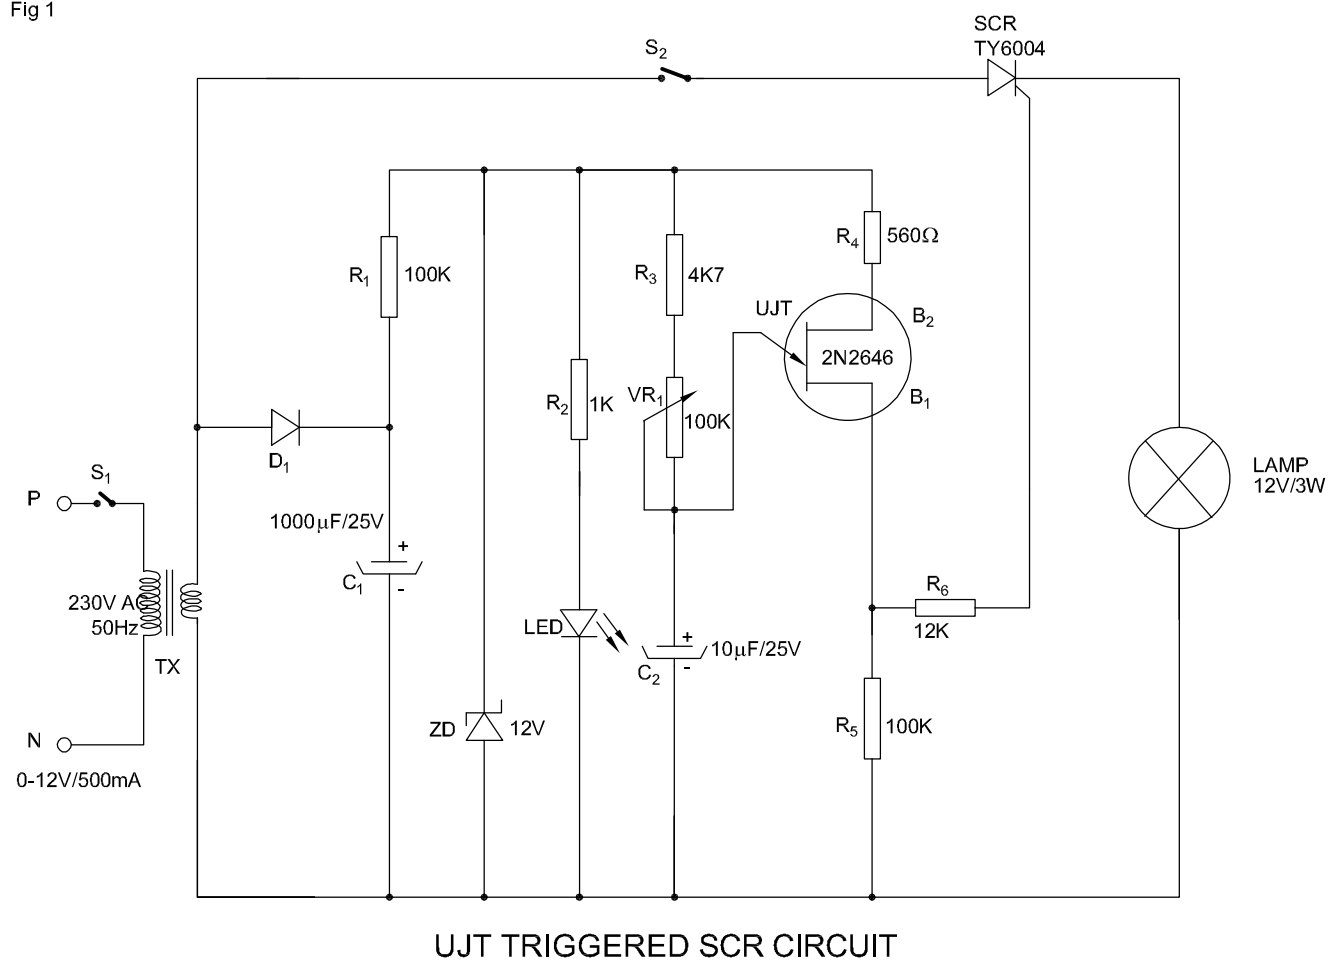 Fig 1
SCR
TY6004
S2
R4
560Ω
R1
100K
R3
4K7
UJT
B2
2N2646
B1
R2
1K
VR1
100K
D1
S1
P
LAMP
12V/3W
1000µF/25V
+
C1
-
230V AC
50Hz
TX
LED
+
10µF/25V
C2
-
R6
12K
ZD
12V
R5
100K
N
0-12V/500mA
UJT TRIGGERED SCR CIRCUIT